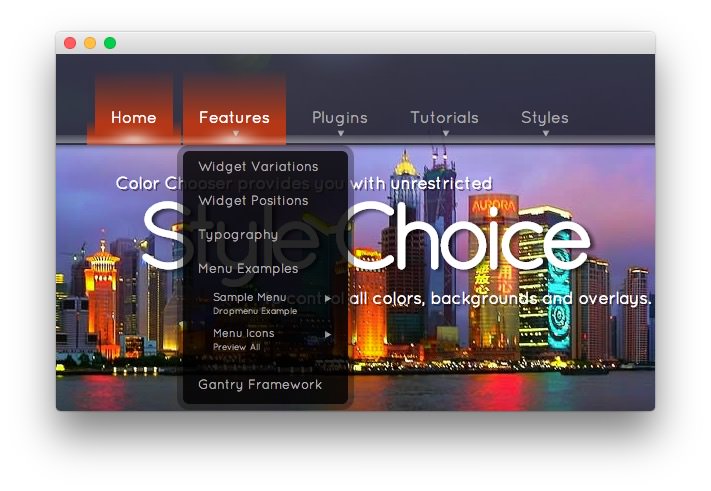 Home Features Plugins Tutorials Styles
Widget Variations
Color Chooser provides you with unrestricted
Widget Positions
AURORA
Style Choice
Typography
Menu Examples
Sample Menu
control all colors, backgrounds and overlays.
Dropmenu Example
Menu Icons
Preview All
Gantry Framework